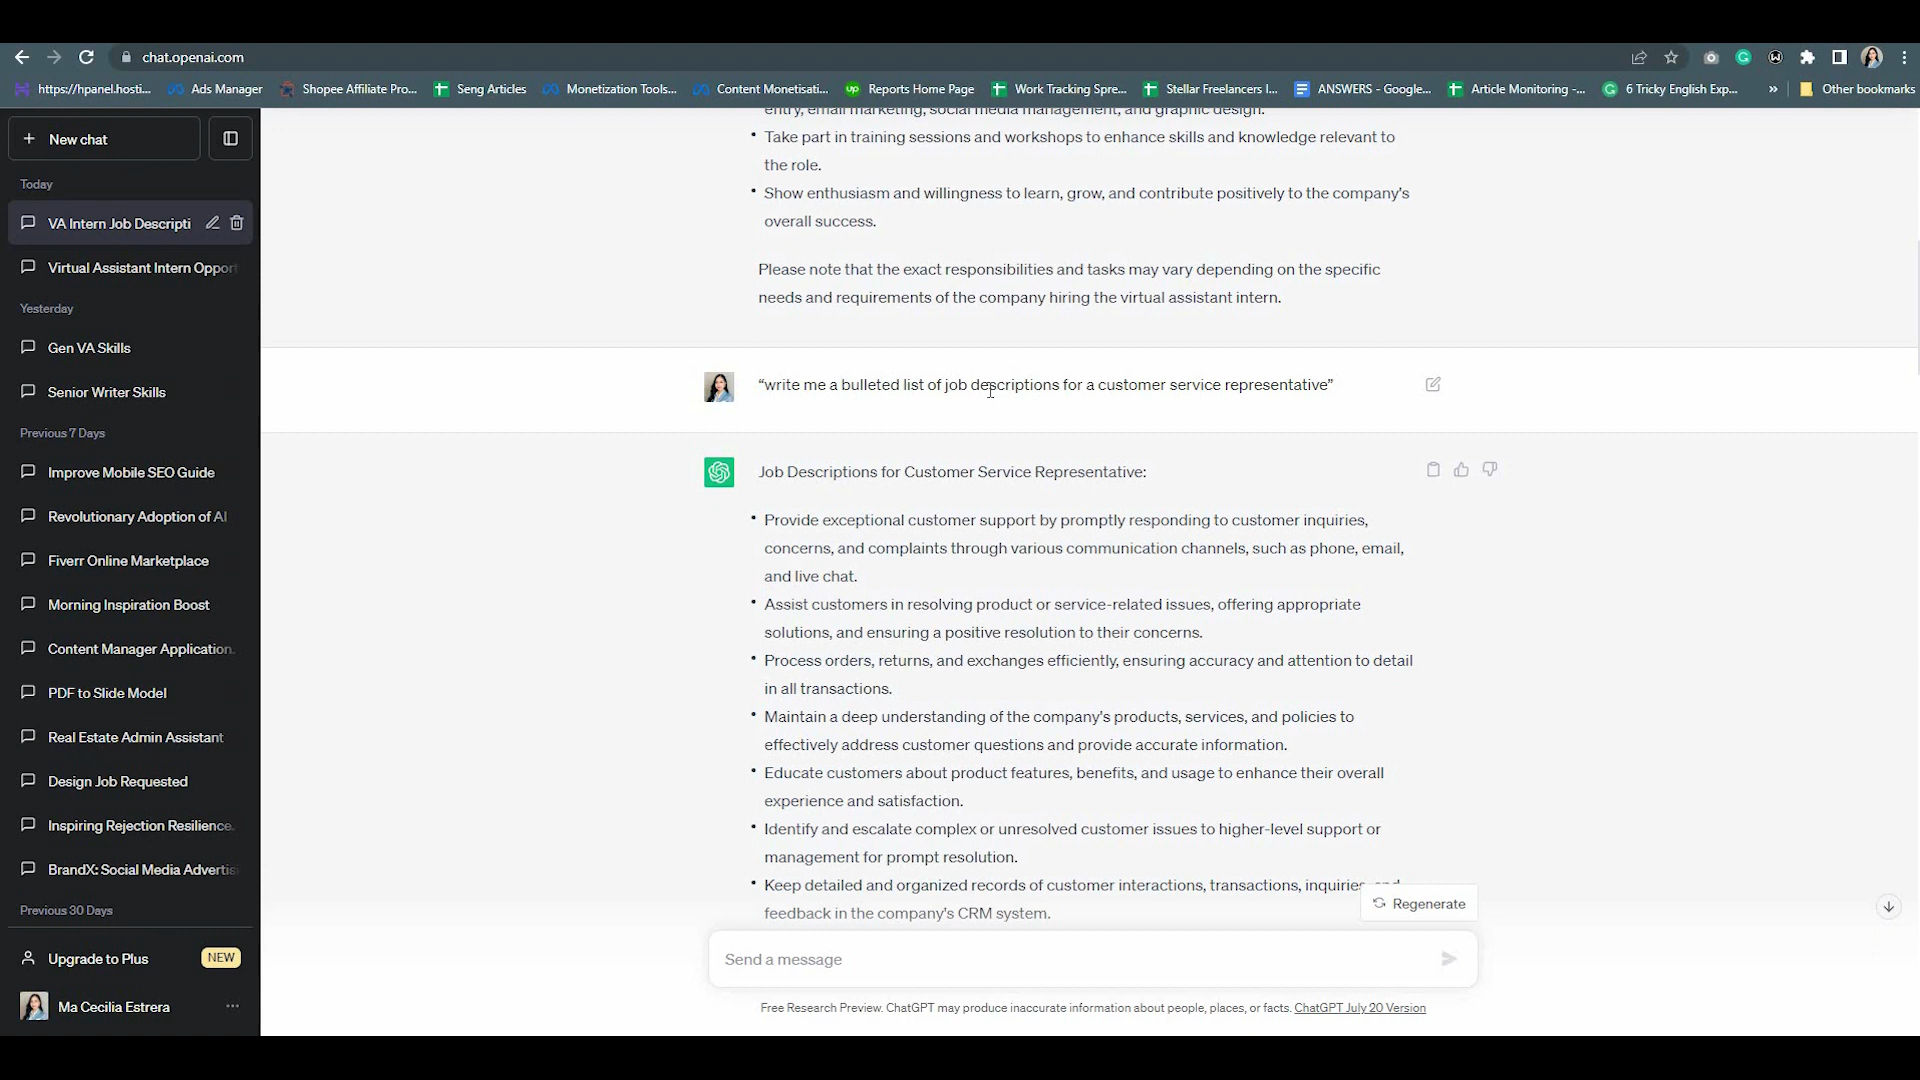 chat.openai.com
https://hpanel.hosti...
Ads Manager
Shopee Affiliate Pro...
Seng Articles
Monetization Tools...
Content Monetisati...
Reports Home Page
Work Tracking Spre...
Stellar Freelancers I...
ANSWERS - Google...
Article Monitoring -...
6 Tricky English Exp...
»
Other bookmarks
New chat
Today
VA Intern Job Descripti
Virtual Assistant Intern Oppor
Yesterday
Gen VA Skills
Senior Writer Skills
Previous 7 Days
Improve Mobile SEO Guide
Revolutionary Adoption of AI
Fiverr Online Marketplace
Morning Inspiration Boost
Content Manager Application.
PDF to Slide Model
Real Estate Admin Assistant
Design Job Requested
Inspiring Rejection Resilience.
BrandX: Social Media Advertis
Previous 30 Days
Upgrade to Plus
NEW
Ma Cecilia Estrera
entry, email marketing, social media management, and graphic design.
• Take part in training sessions and workshops to enhance skills and knowledge relevant to
the role.
• Show enthusiasm and willingness to learn, grow, and contribute positively to the company's
overall success.
Please note that the exact responsibilities and tasks may vary depending on the specific
needs and requirements of the company hiring the virtual assistant intern.
“write me a bulleted list of job descriptions for a customer service representative”
Job Descriptions for Customer Service Representative:
• Provide exceptional customer support by promptly responding to customer inquiries,
concerns, and complaints through various communication channels, such as phone, email,
and live chat.
• Assist customers in resolving product or service-related issues, offering appropriate
solutions, and ensuring a positive resolution to their concerns.
• Process orders, returns, and exchanges efficiently, ensuring accuracy and attention to detail
in all transactions.
• Maintain a deep understanding of the company's products, services, and policies to
effectively address customer questions and provide accurate information.
• Educate customers about product features, benefits, and usage to enhance their overall
experience and satisfaction.
• Identify and escalate complex or unresolved customer issues to higher-level support or
management for prompt resolution.
• Keep detailed and organized records of customer interactions, transactions, inquiries, and
feedback in the company's CRM system.
Regenerate
Send a message
Free Research Preview. ChatGPT may produce inaccurate information about people, places, or facts. ChatGPT July 20 Version